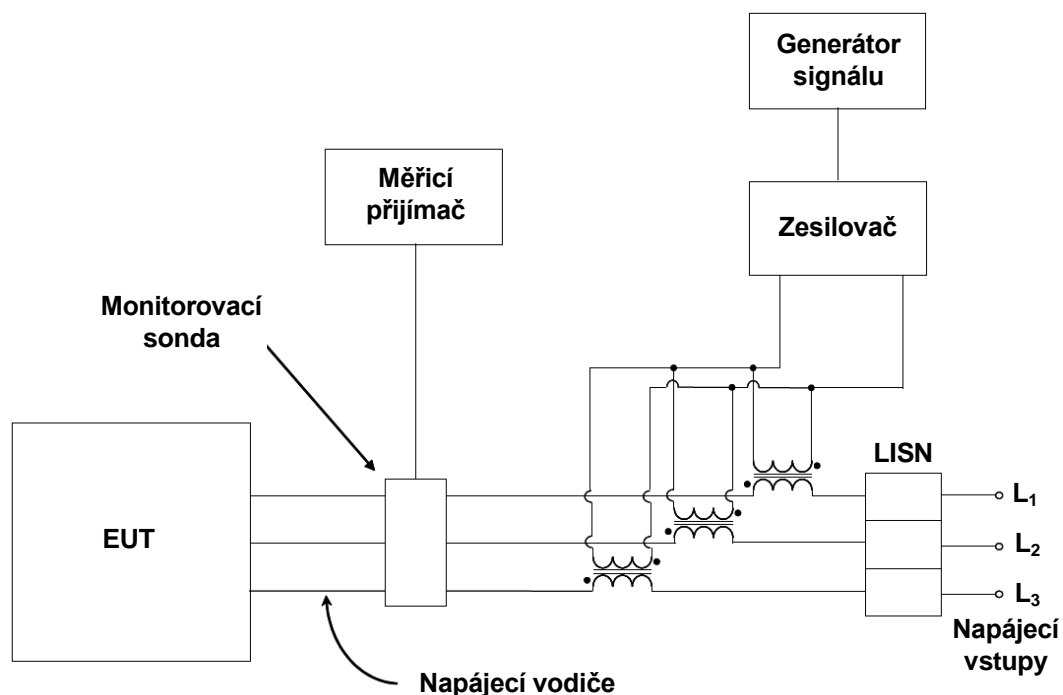 Generátor
signálu
Měřicí
přijímač
Zesilovač
Monitorovací
sonda
LISN
EUT
L₁
L₂
L₃
Napájecí
vstupy
Napájecí vodiče